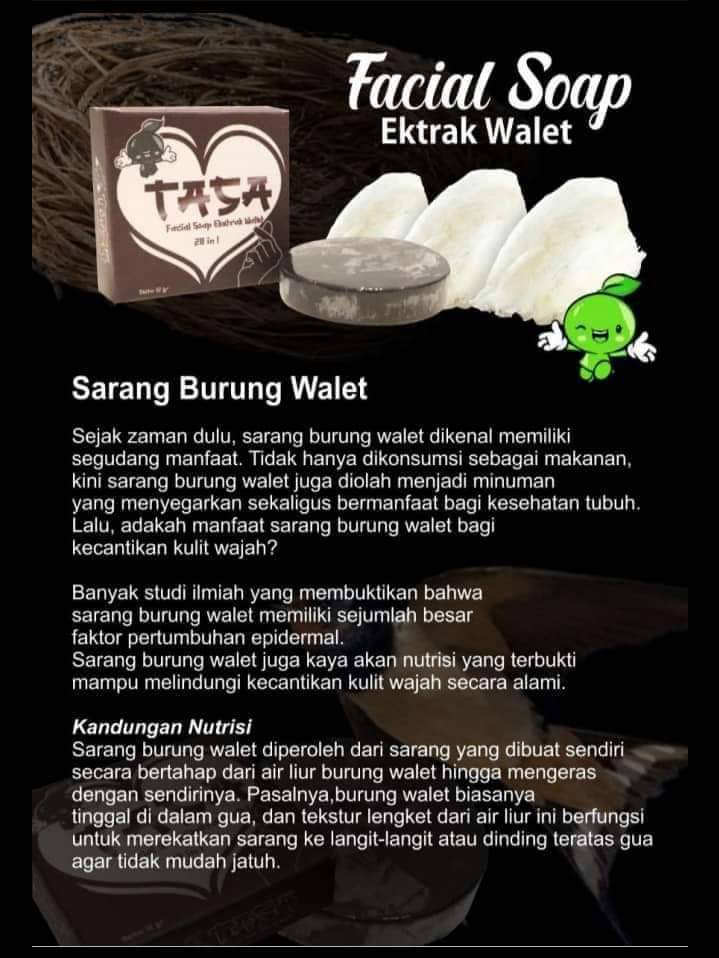 Facial Soap
Ektrak Walet
TASA
Facial Soap Ekstrak Walet
28 in 1
Sarang Burung Walet
Sejak zaman dulu, sarang burung walet dikenal memiliki
segudang manfaat. Tidak hanya dikonsumsi sebagai makanan,
kini sarang burung walet juga diolah menjadi minuman
yang menyegarkan sekaligus bermanfaat bagi kesehatan tubuh.
Lalu, adakah manfaat sarang burung walet bagi
kecantikan kulit wajah?
Banyak studi ilmiah yang membuktikan bahwa
sarang burung walet memiliki sejumlah besar
faktor pertumbuhan epidermal.
Sarang burung walet juga kaya akan nutrisi yang terbukti
mampu melindungi kecantikan kulit wajah secara alami.
Kandungan Nutrisi
Sarang burung walet diperoleh dari sarang yang dibuat sendiri
secara bertahap dari air liur burung walet hingga mengeras
dengan sendirinya. Pasalnya,burung walet biasanya
tinggal di dalam gua, dan tekstur lengket dari air liur ini berfungsi
untuk merekatkan sarang ke langit-langit atau dinding teratas gua
agar tidak mudah jatuh.